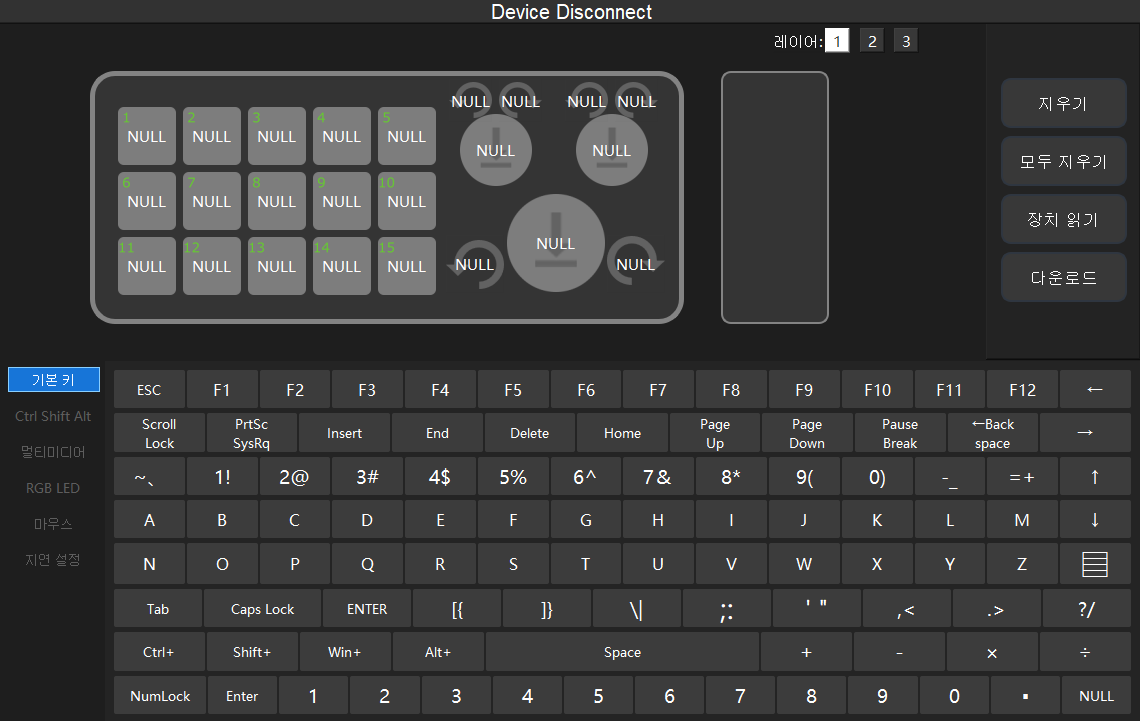 Device Disconnect
레이어: 1 2 3
NULL NULL NULL NULL
1 2 3 4 5
NULL NULL NULL NULL NULL
NULL NULL
6 7 8 9 10
NULL NULL NULL NULL NULL
NULL
11 12 13 14 15
NULL NULL NULL NULL NULL
NULL NULL
지우기
모두 지우기
장치 읽기
다운로드
기본 키
Ctrl Shift Alt
멀티미디어
RGB LED
마우스
지연 설정
ESC F1 F2 F3 F4 F5 F6 F7 F8 F9 F10 F11 F12 ←
Scroll Lock PrtSc SysRq Insert End Delete Home Page Up Page Down Pause Break ←Back space →
~、 1! 2@ 3# 4$ 5% 6^ 7& 8* 9( 0) -_ =+ ↑
A B C D E F G H I J K L M ↓
N O P Q R S T U V W X Y Z
Tab Caps Lock ENTER [{ ]} \| ;: ' " ,< .> ?/
Ctrl+ Shift+ Win+ Alt+ Space + - × ÷
NumLock Enter 1 2 3 4 5 6 7 8 9 0 . NULL